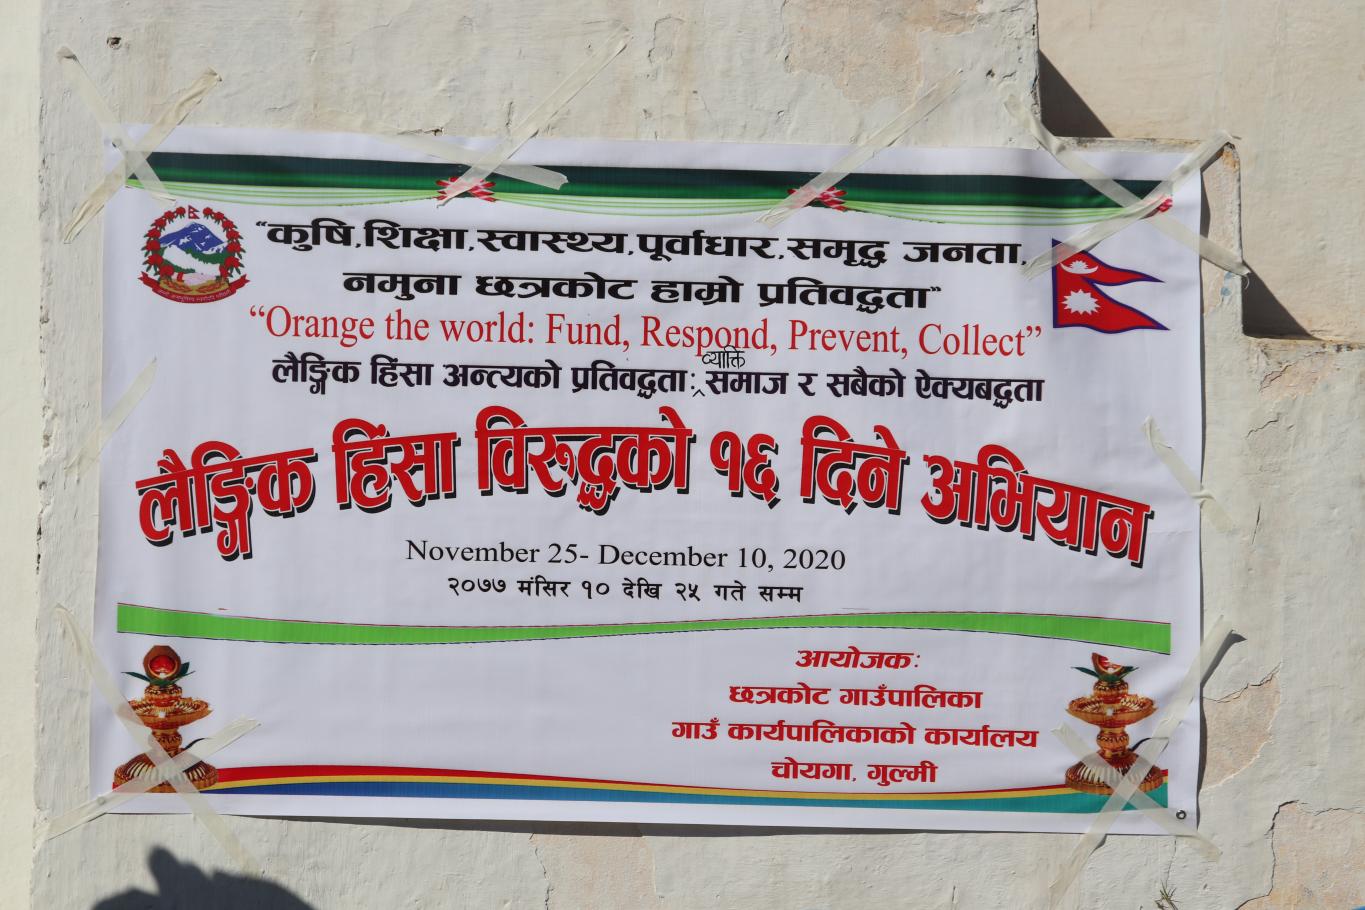 “कुषि,शिक्षा,स्वास्थ्य,पूर्वाधार,समृद्ध जनता,
नमुना छत्रकोट हाम्रो प्रतिवद्धता”
“Orange the world: Fund, Respond, Prevent, Collect”
व्याक्ति
लैङ्गिक हिंसा अन्त्यको प्रतिवद्धता: समाज र सबैको ऐक्यबद्धता
लैङ्गिक हिंसा विरुद्धको १६ दिने अभियान
November 25- December 10, 2020
२०७७ मंसिर १० देखि २५ गते सम्म
आयोजक:
छत्रकोट गाउँपालिका
गाउँ कार्यपालिकाको कार्यालय
चोयगा, गुल्मी